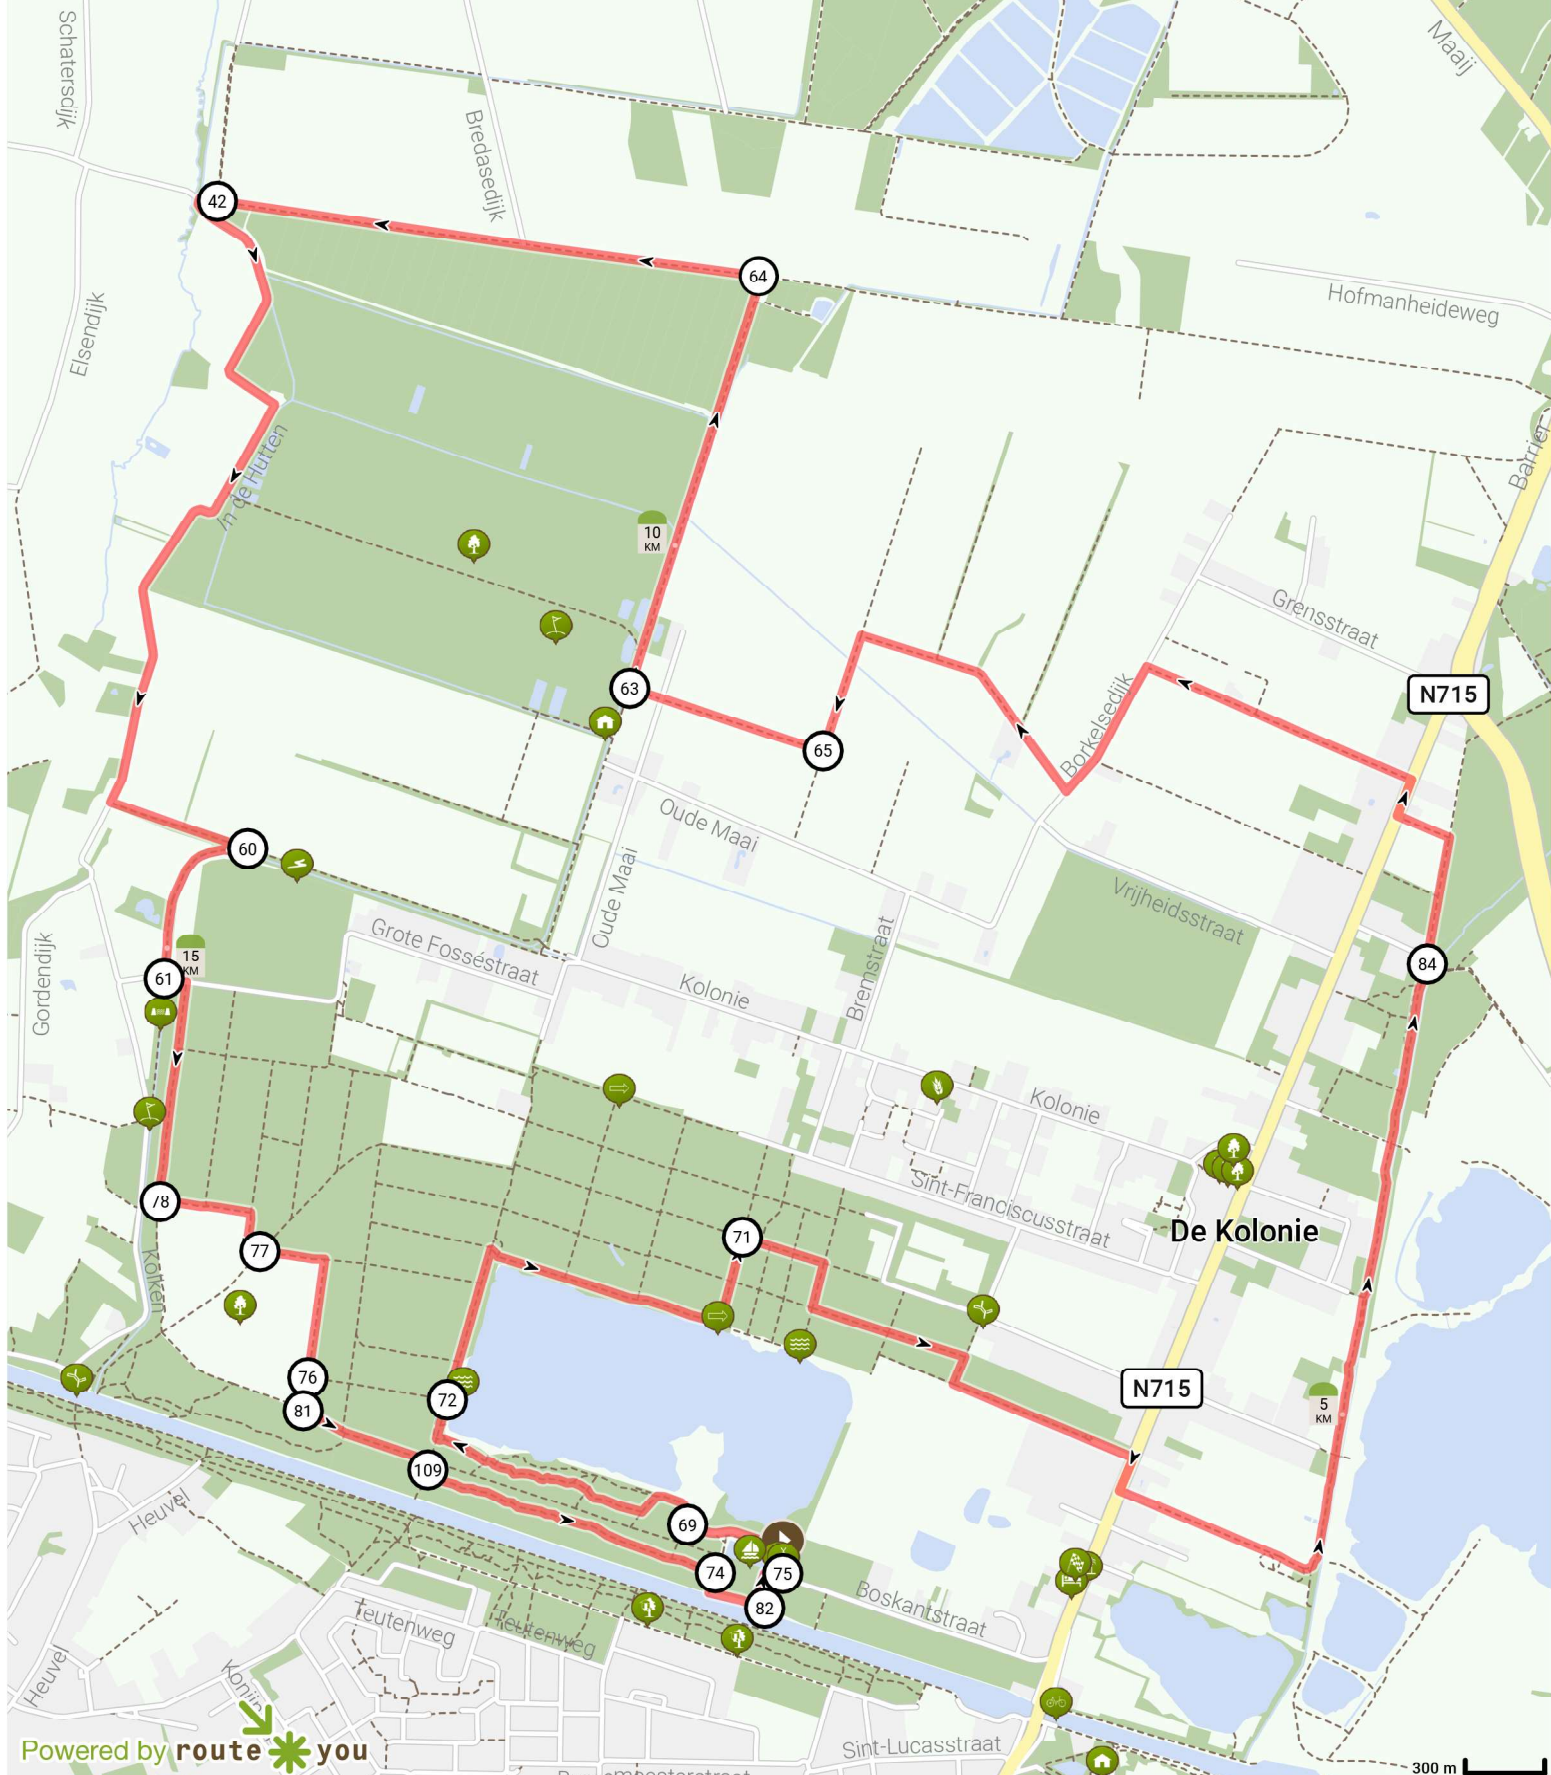 Schatersdijk
Maaij
Bredasedijk
42
64
Hofmanheideweg
Elsendijk
Barrier
In de Hutten
10
KM
Grensstraat
63
N715
65
Borkelsedijk
Oude Maai
60
Oude Maai
Vrijheidsstraat
Grote Fosséstraat
15
KM
Gordendijk
61
Kolonie
Bremstraat
84
Kolonie
78
Sint-Franciscusstraat
De Kolonie
71
77
Kolken
76
72
N715
5
KM
81
109
Heuvel
69
74
75
82
Boskantstraat
Teutenweg
Teutenweg
Heuvel
Sint-Lucasstraat
Powered by route you
300 m